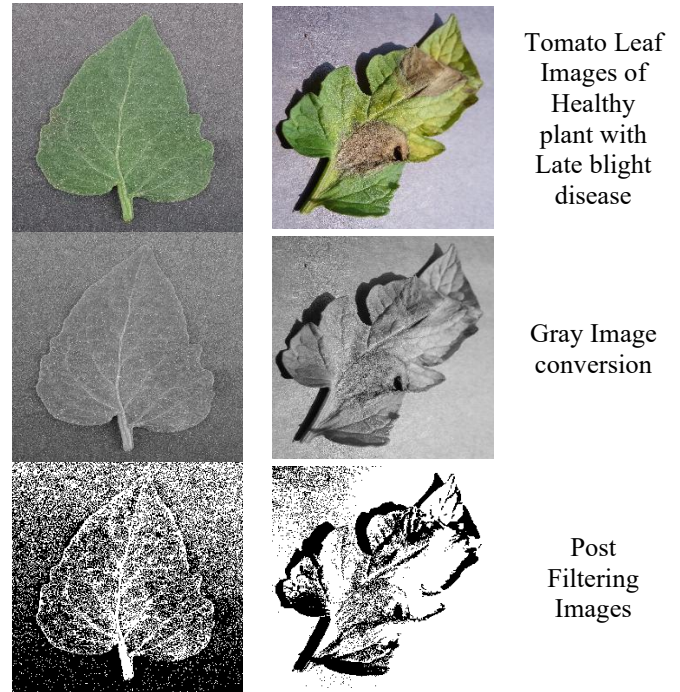 Tomato Leaf
Images of
Healthy
plant with
Late blight
disease
Gray Image
conversion
Post
Filtering
Images